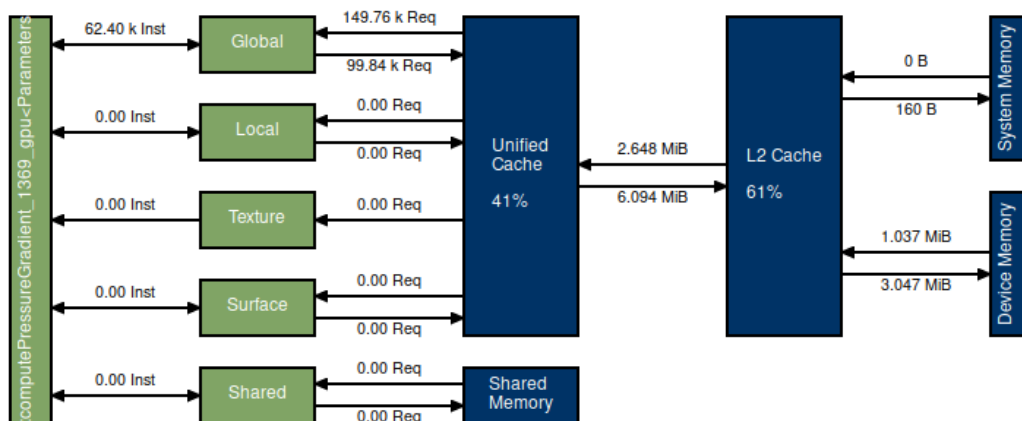 :computePressureGradient_1369_gpu<Parameters
62.40 k Inst
Global
149.76 k Req
99.84 k Req
0.00 Inst
Local
0.00 Req
0.00 Req
0.00 Inst
Texture
0.00 Req
0.00 Inst
Surface
0.00 Req
0.00 Req
0.00 Inst
Shared
0.00 Req
0.00 Req
Unified
Cache
41%
Shared
Memory
2.648 MiB
6.094 MiB
L2 Cache
61%
0 B
160 B
System Memory
1.037 MiB
3.047 MiB
Device Memory